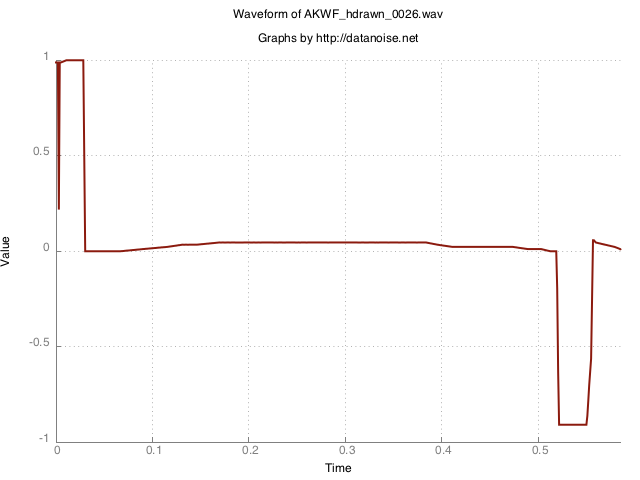 Waveform of AKWF_hdrawn_0026.wav
Graphs by http://datanoise.net
1
0.5
0
-0.5
-1
Value
0 0.1 0.2 0.3 0.4 0.5
Time